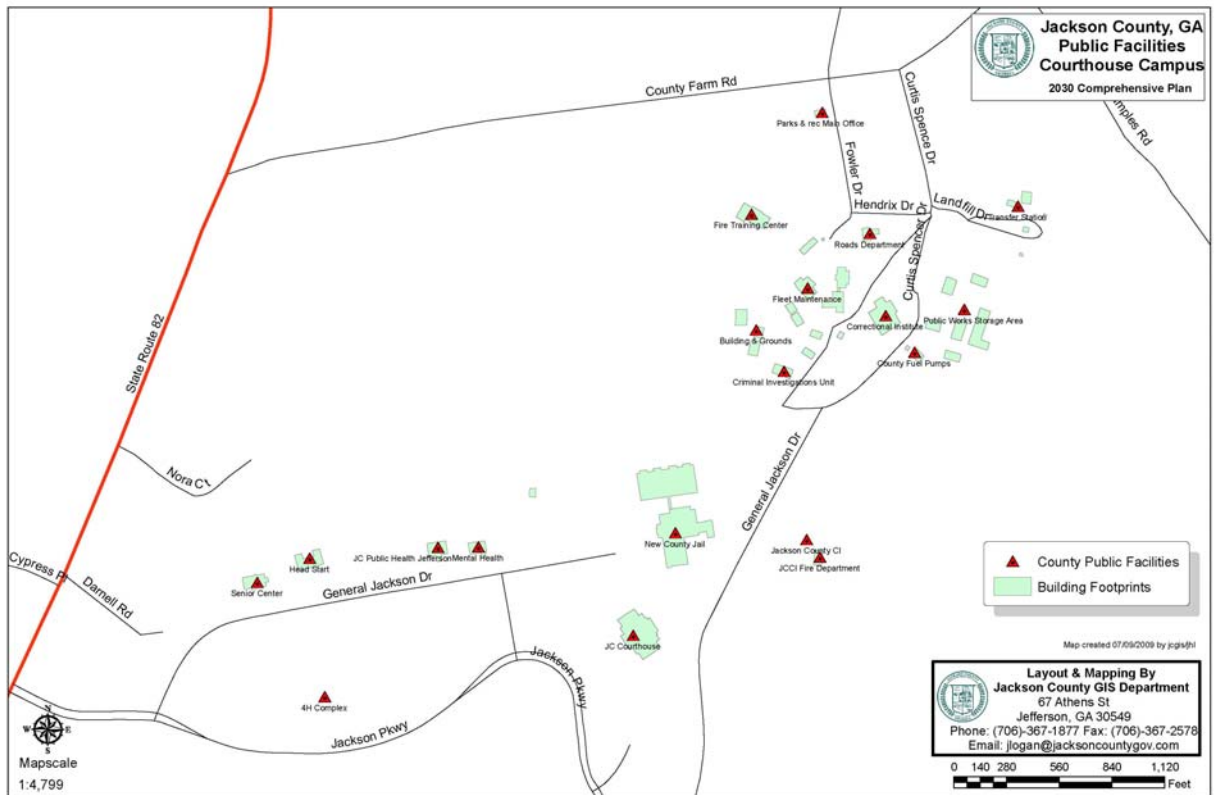 Jackson County, GA
Public Facilities
Courthouse Campus
2030 Comprehensive Plan
County Farm Rd
Curtis Spence Dr
Parks & rec Main Office
Fowler Dr
Hendrix Dr
Landfill Dr
Transfer Station
Fire Training Center
Roads Department
Curtis Spencer Dr
Fleet Maintenance
Correctional Institute
Public Works Storage Area
Building & Grounds
County Fuel Pumps
Criminal Investigations Unit
State Route 82
Nora Ct
General Jackson Dr
New County Jail
Jackson County CI
JCCI Fire Department
JC Public Health Jefferson
Mental Health
Head Start
Senior Center
General Jackson Dr
Cypress Pl
Darnell Rd
JC Courthouse
Jackson Pkwy
4H Complex
Jackson Pkwy
County Public Facilities
Building Footprints
Map created 07/09/2009 by jcgis/jhl
Layout & Mapping By
Jackson County GIS Department
67 Athens St
Jefferson, GA 30549
Phone: (706)-367-1877 Fax: (706)-367-2578
Email: jlogan@jacksoncountygov.com
N
W E
S
Mapscale
1:4,799
0 140 280 560 840 1,120
Feet